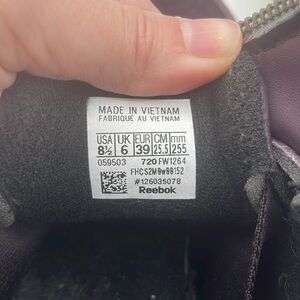 MADE IN VIETNAM
FABRIQUÉ AU VIETNAM
USA UK EUR CM mm
8½ 6 39 25.5 255
059503 720 FW1264
#126035078
Reebok